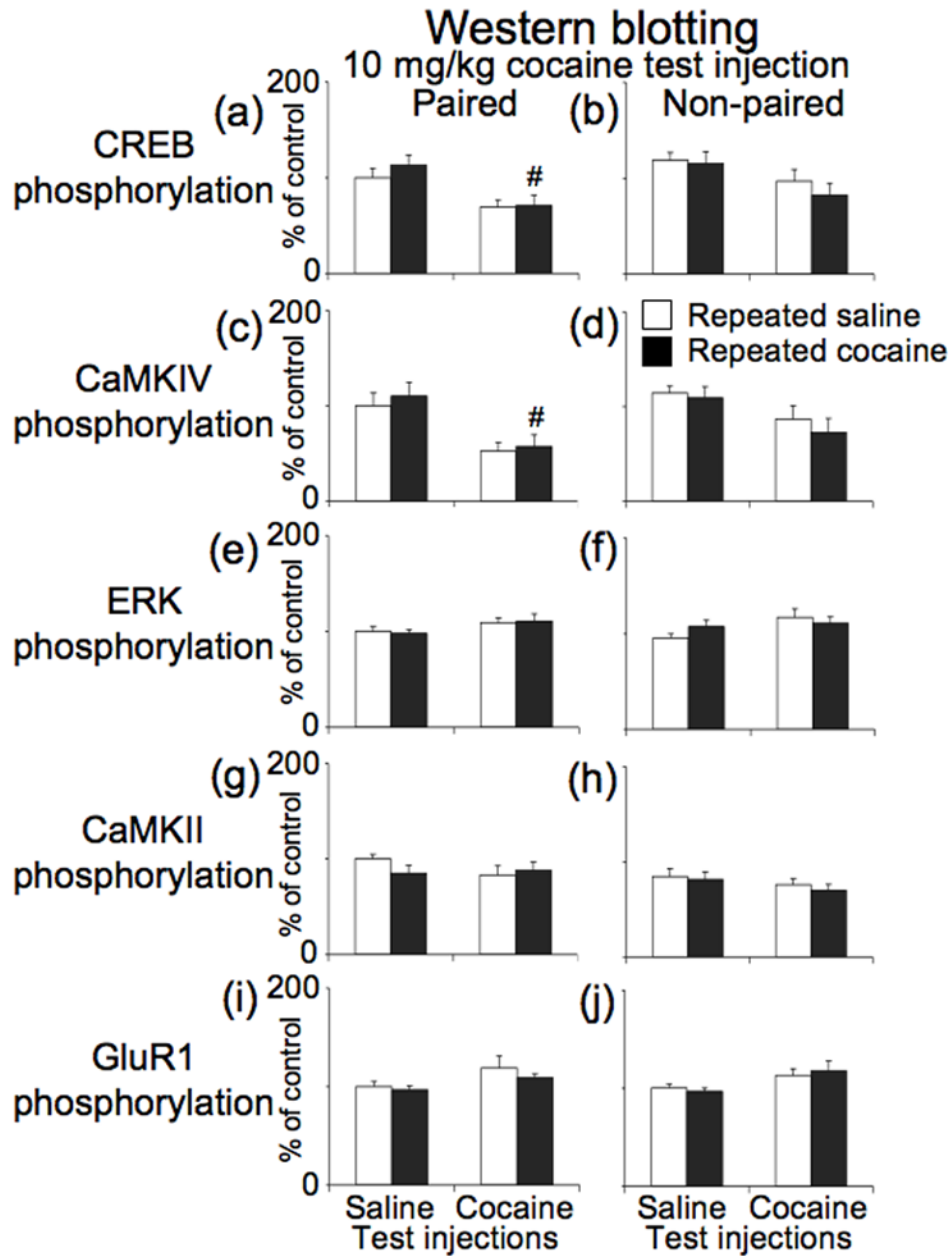 Western blotting
10 mg/kg cocaine test injection
Paired Non-paired
(a) (b)
CREB
phosphorylation
% of control
200
0
#
(c) (d)
CaMKIV
phosphorylation
% of control
200
0
#
Repeated saline
Repeated cocaine
(e) (f)
ERK
phosphorylation
% of control
200
0
(g) (h)
CaMKII
phosphorylation
% of control
200
0
(i) (j)
GluR1
phosphorylation
% of control
200
0
Saline Cocaine Saline Cocaine
Test injections Test injections